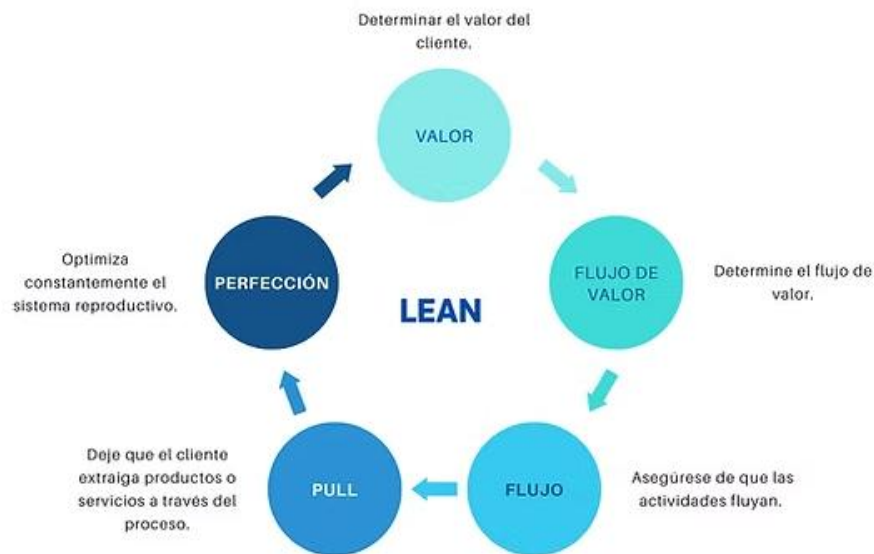 Determinar el valor del
cliente.
VALOR
FLUJO DE
VALOR
Determine el flujo de
valor.
FLUJO
Asegúrese de que las
actividades fluyan.
PULL
Deje que el cliente
extraiga productos o
servicios a través del
proceso.
PERFECCIÓN
Optimiza
constantemente el
sistema reproductivo.
LEAN